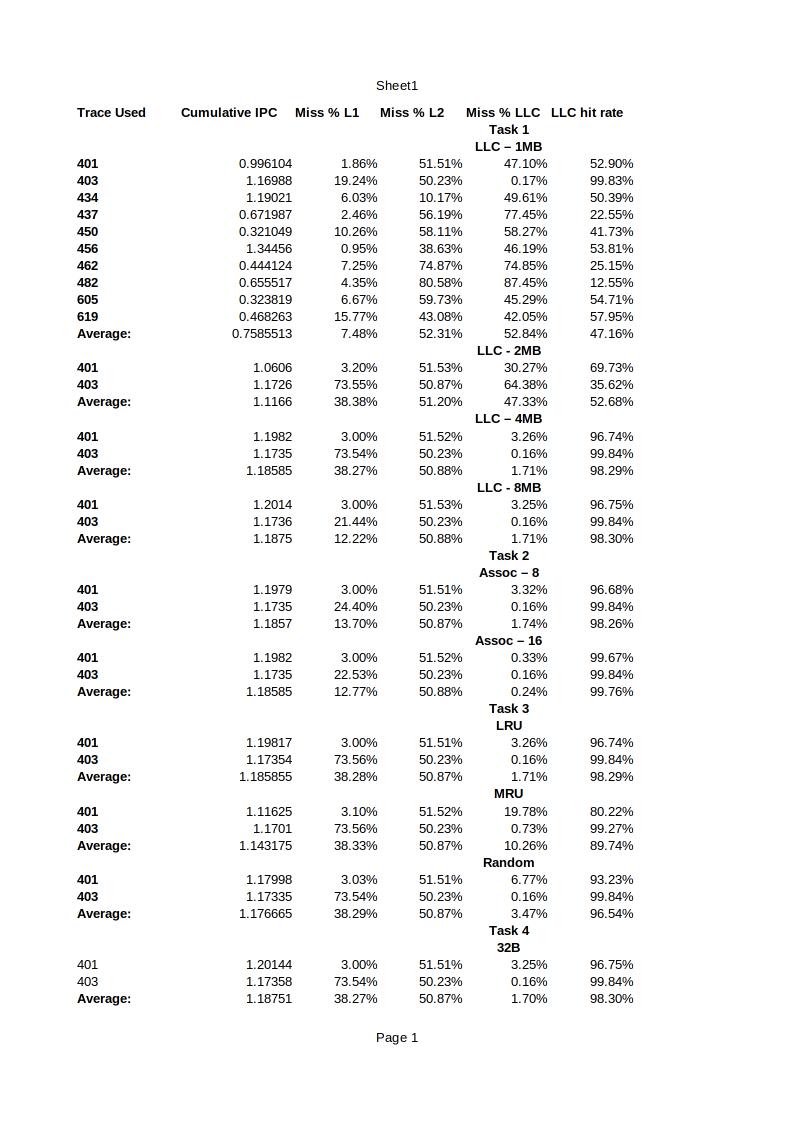 Sheet1
Trace Used Cumulative IPC Miss % L1 Miss % L2 Miss % LLC LLC hit rate
Task 1
LLC – 1MB
401 0.996104 1.86% 51.51% 47.10% 52.90%
403 1.16988 19.24% 50.23% 0.17% 99.83%
434 1.19021 6.03% 10.17% 49.61% 50.39%
437 0.671987 2.46% 56.19% 77.45% 22.55%
450 0.321049 10.26% 58.11% 58.27% 41.73%
456 1.34456 0.95% 38.63% 46.19% 53.81%
462 0.444124 7.25% 74.87% 74.85% 25.15%
482 0.655517 4.35% 80.58% 87.45% 12.55%
605 0.323819 6.67% 59.73% 45.29% 54.71%
619 0.468263 15.77% 43.08% 42.05% 57.95%
Average: 0.7585513 7.48% 52.31% 52.84% 47.16%
LLC - 2MB
401 1.0606 3.20% 51.53% 30.27% 69.73%
403 1.1726 73.55% 50.87% 64.38% 35.62%
Average: 1.1166 38.38% 51.20% 47.33% 52.68%
LLC – 4MB
401 1.1982 3.00% 51.52% 3.26% 96.74%
403 1.1735 73.54% 50.23% 0.16% 99.84%
Average: 1.18585 38.27% 50.88% 1.71% 98.29%
LLC - 8MB
401 1.2014 3.00% 51.53% 3.25% 96.75%
403 1.1736 21.44% 50.23% 0.16% 99.84%
Average: 1.1875 12.22% 50.88% 1.71% 98.30%
Task 2
Assoc – 8
401 1.1979 3.00% 51.51% 3.32% 96.68%
403 1.1735 24.40% 50.23% 0.16% 99.84%
Average: 1.1857 13.70% 50.87% 1.74% 98.26%
Assoc – 16
401 1.1982 3.00% 51.52% 0.33% 99.67%
403 1.1735 22.53% 50.23% 0.16% 99.84%
Average: 1.18585 12.77% 50.88% 0.24% 99.76%
Task 3
LRU
401 1.19817 3.00% 51.51% 3.26% 96.74%
403 1.17354 73.56% 50.23% 0.16% 99.84%
Average: 1.185855 38.28% 50.87% 1.71% 98.29%
MRU
401 1.11625 3.10% 51.52% 19.78% 80.22%
403 1.1701 73.56% 50.23% 0.73% 99.27%
Average: 1.143175 38.33% 50.87% 10.26% 89.74%
Random
401 1.17998 3.03% 51.51% 6.77% 93.23%
403 1.17335 73.54% 50.23% 0.16% 99.84%
Average: 1.176665 38.29% 50.87% 3.47% 96.54%
Task 4
32B
401 1.20144 3.00% 51.51% 3.25% 96.75%
403 1.17358 73.54% 50.23% 0.16% 99.84%
Average: 1.18751 38.27% 50.87% 1.70% 98.30%
Page 1